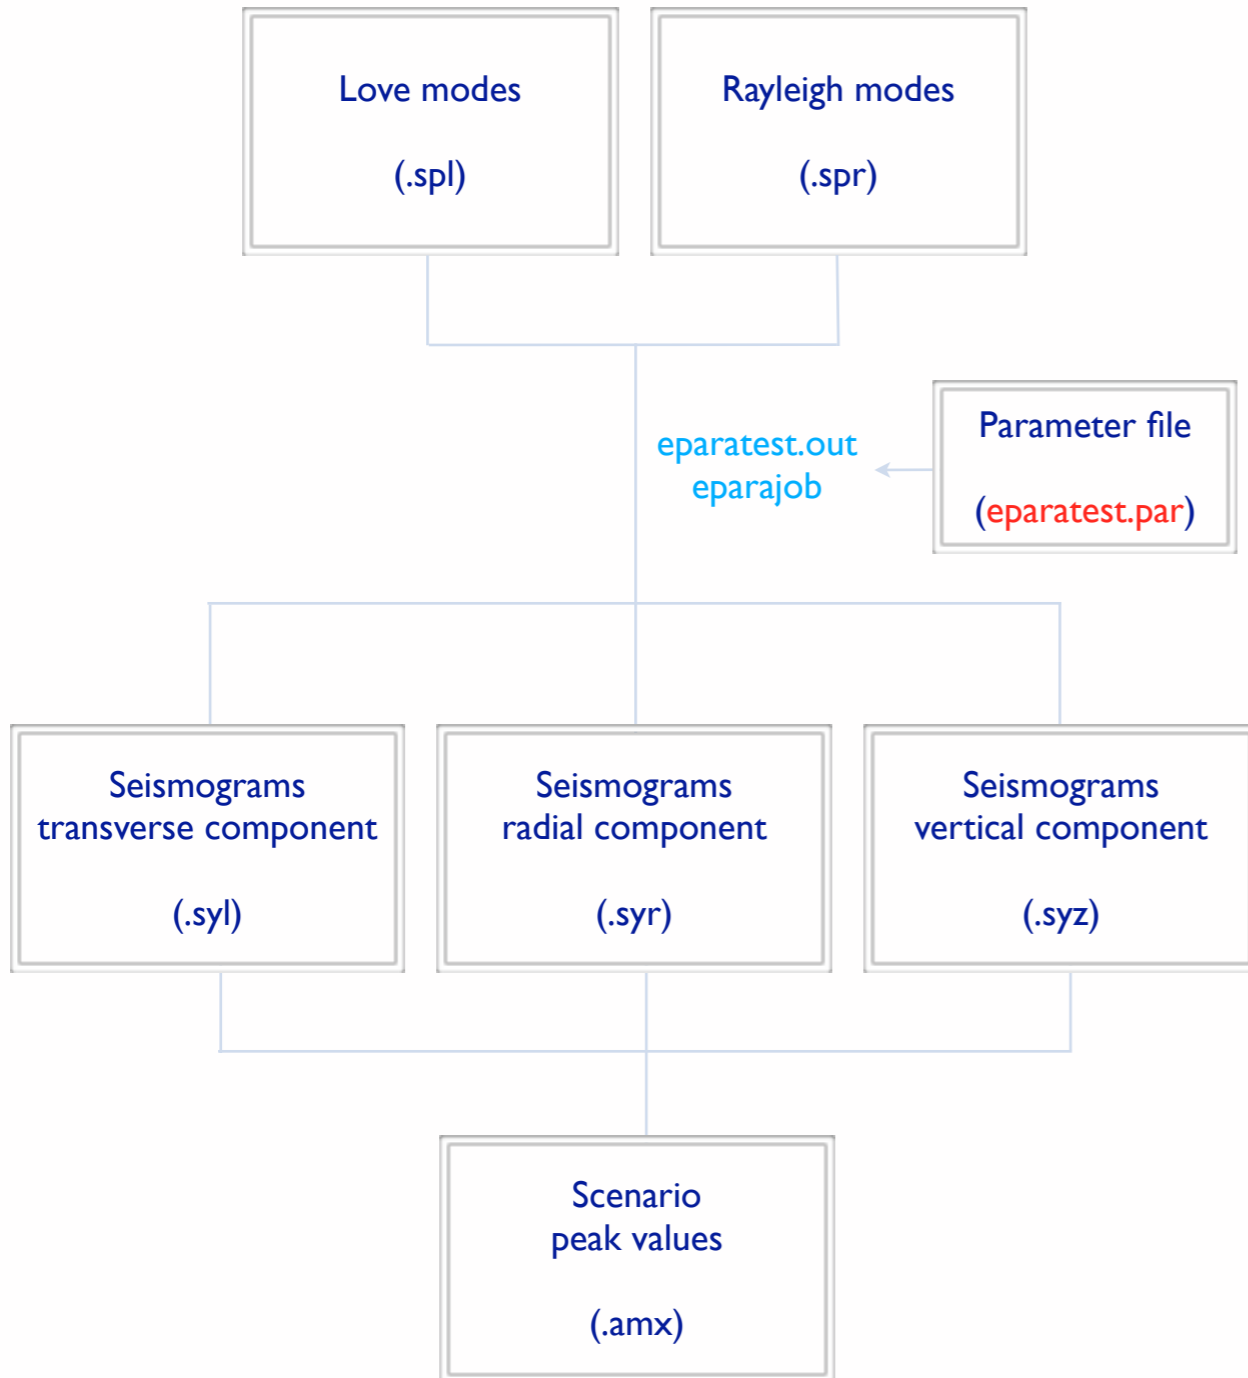 Love modes
(.spl)
Rayleigh modes
(.spr)
eparatest.out
eparajob
Parameter file
(eparatest.par)
Seismograms
transverse component
(.syl)
Seismograms
radial component
(.syr)
Seismograms
vertical component
(.syz)
Scenario
peak values
(.amx)